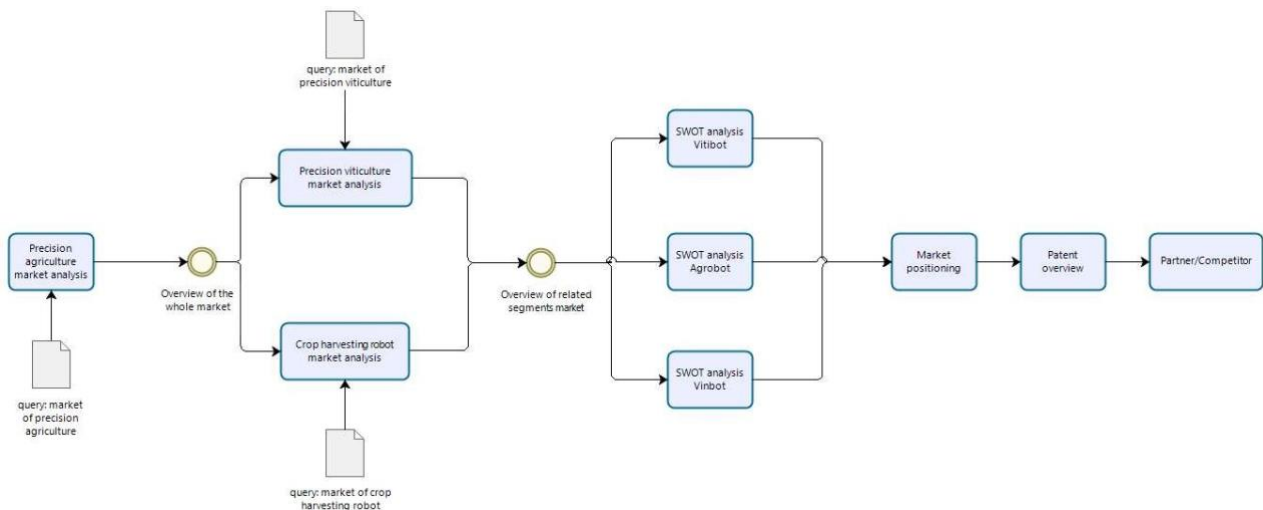 query: market of
precision viticulture
Precision viticulture
market analysis
Precision
agriculture
market analysis
Overview of the
whole market
query: market
of precision
agriculture
Crop harvesting robot
market analysis
query: market of crop
harvesting robot
Overview of related
segments market
SWOT analysis
Vitibot
SWOT analysis
Agrobot
SWOT analysis
Vinbot
Market
positioning
Patent
overview
Partner/Competitor